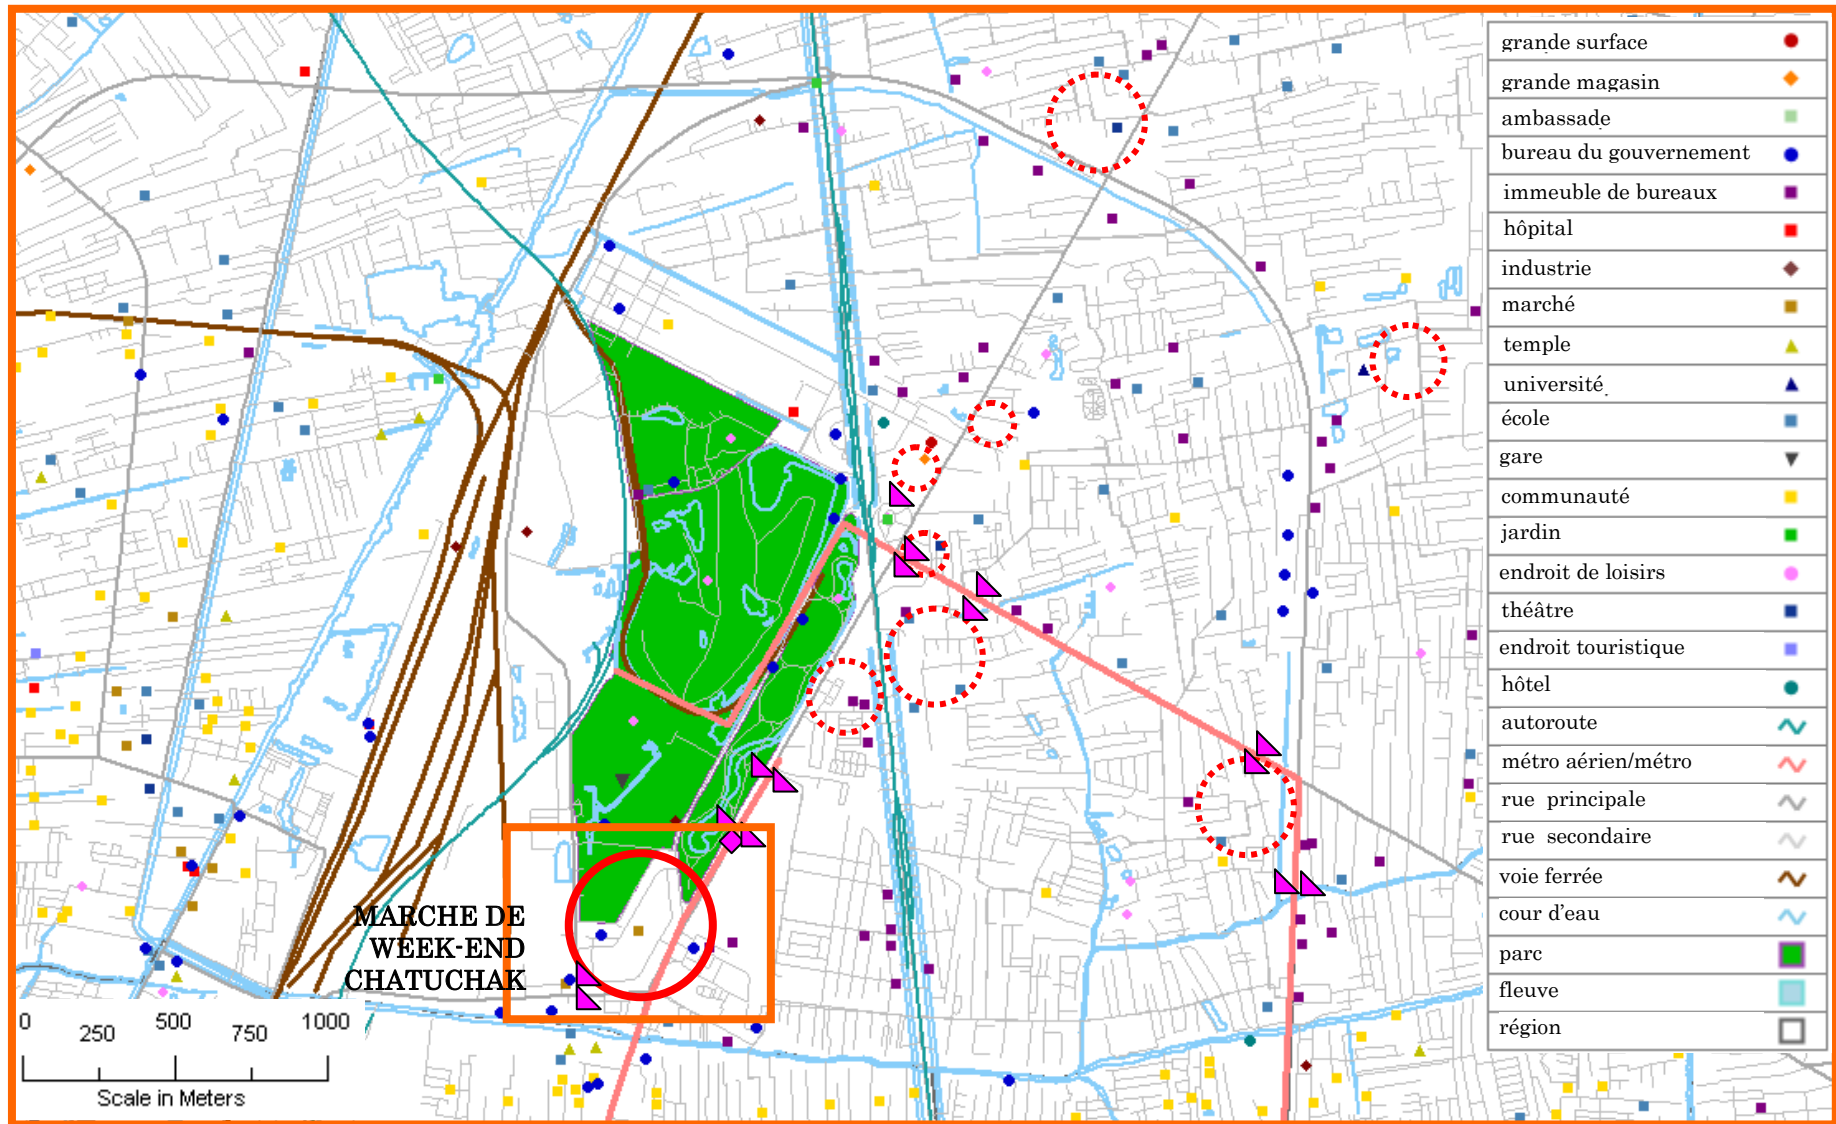 grande surface
grande magasin
ambassade
bureau du gouvernement
immeuble de bureaux
hôpital
industrie
marché
temple
université
école
gare
communauté
jardin
endroit de loisirs
théâtre
endroit touristique
hôtel
autoroute
métro aérien/métro
rue principale
rue secondaire
voie ferrée
cour d'eau
parc
fleuve
région
MARCHE DE
WEEK-END
CHATUCHAK
0 250 500 750 1000
Scale in Meters